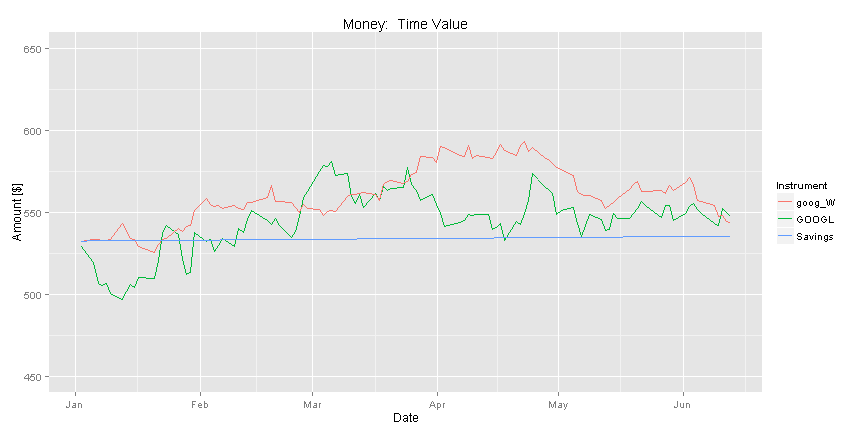 Money:  Time Value
Amount [$]
650
600
550
500
450
Jan
Feb
Mar
Apr
May
Jun
Date
Instrument
goog_W
GOOGL
Savings